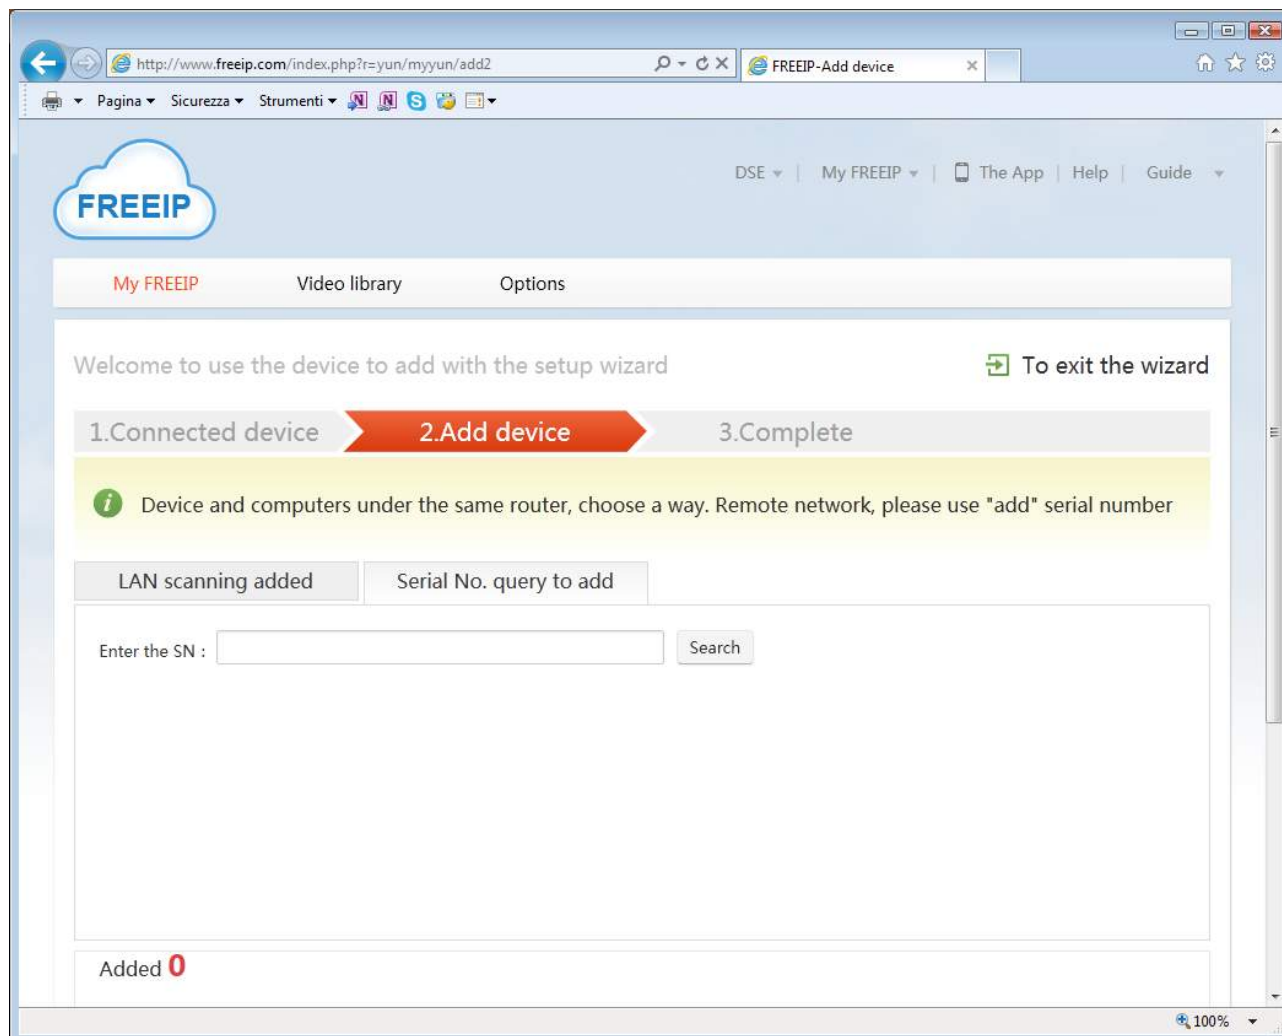 http://www.freeip.com/index.php?r=yun/myyun/add2
FREEIP-Add device
Pagina Sicurezza Strumenti
FREEIP
DSE | My FREEIP | The App | Help | Guide
My FREEIP Video library Options
Welcome to use the device to add with the setup wizard
To exit the wizard
1.Connected device 2.Add device 3.Complete
Device and computers under the same router, choose a way. Remote network, please use "add" serial number
LAN scanning added Serial No. query to add
Enter the SN : Search
Added 0
100%